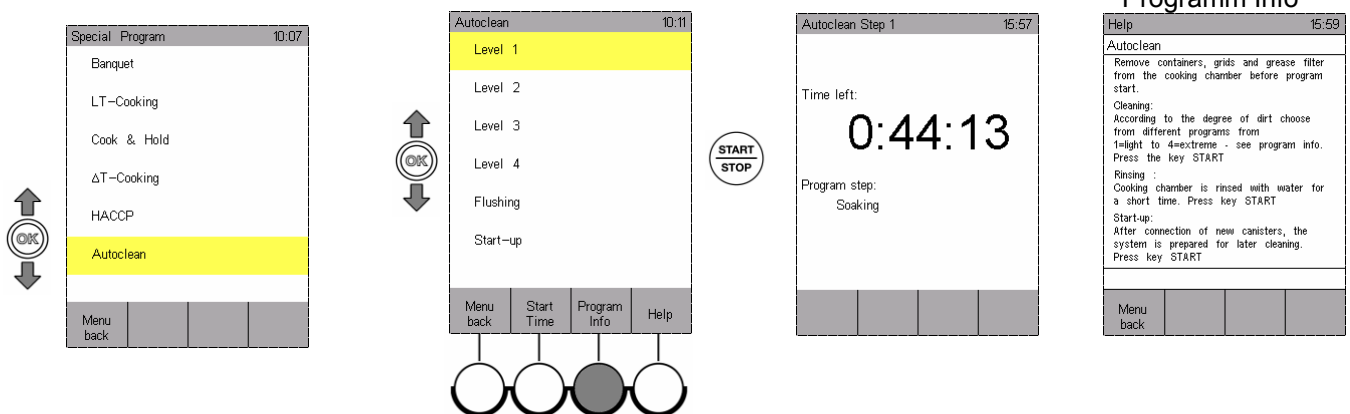 Special Program 10:07
Banquet
LT-Cooking
Cook & Hold
ΔT-Cooking
HACCP
Autoclean
Menu
back
OK
Autoclean 10:11
Level 1
Level 2
Level 3
Level 4
Flushing
Start-up
Menu
back
Start
Time
Program
Info
Help
OK
START
STOP
Autoclean Step 1 15:57
Time left:
0:44:13
Program step:
Soaking
Programm Info
Help 15:59
Autoclean
Remove containers, grids and grease filter
from the cooking chamber before program
start.
Cleaning:
According to the degree of dirt choose
from different programs from
1=light to 4=extreme - see program info.
Press the key START
Rinsing :
Cooking chamber is rinsed with water for
a short time. Press key START
Start-up:
After connection of new canisters, the
system is prepared for later cleaning.
Press key START
Menu
back